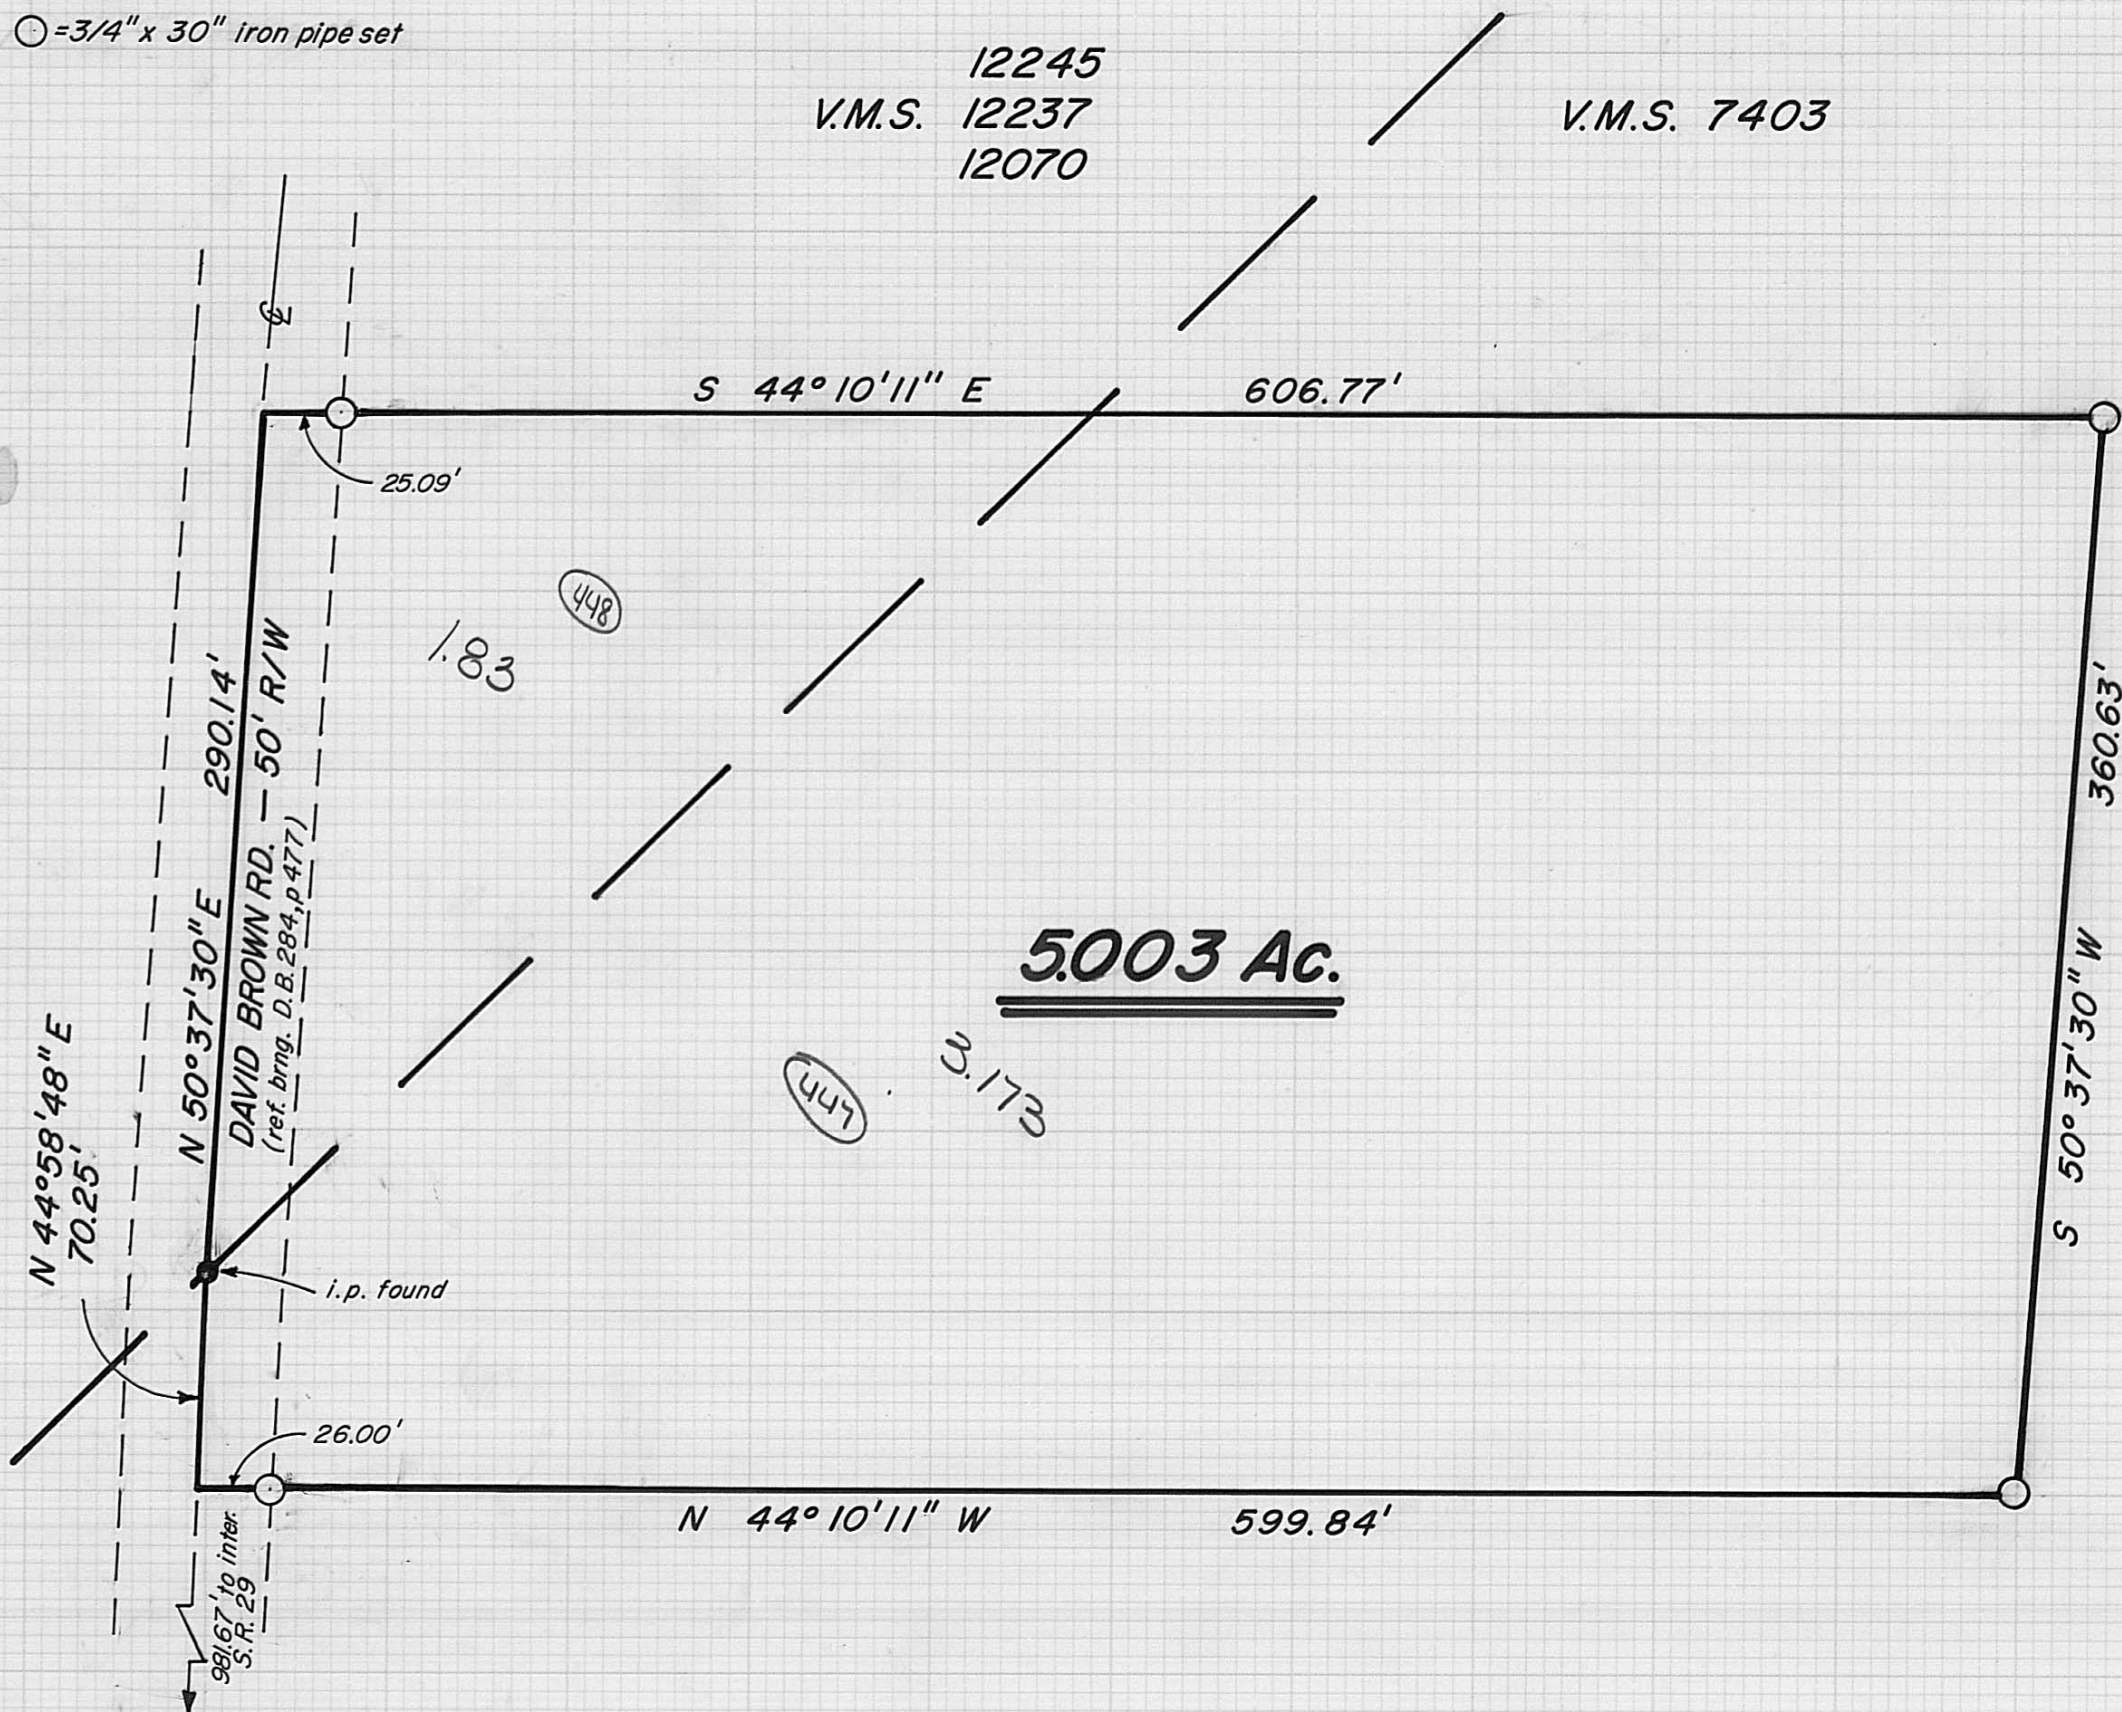 ○=3/4" x 30" iron pipe set
12245
V.M.S. 12237
12070
V.M.S. 7403
℄
S 44°10'11" E 606.77'
25.09'
448
1.83
N 50°37'30" E 290.14'
DAVID BROWN RD. — 50' R/W
(ref. brng. D.B. 284, p 477)
360.63'
S 50°37'30" W
5.003 Ac.
447
3.173
N 44°58'48" E
70.25'
i.p. found
26.00'
N 44°10'11" W 599.84'
981.67' to inter.
S.R. 29